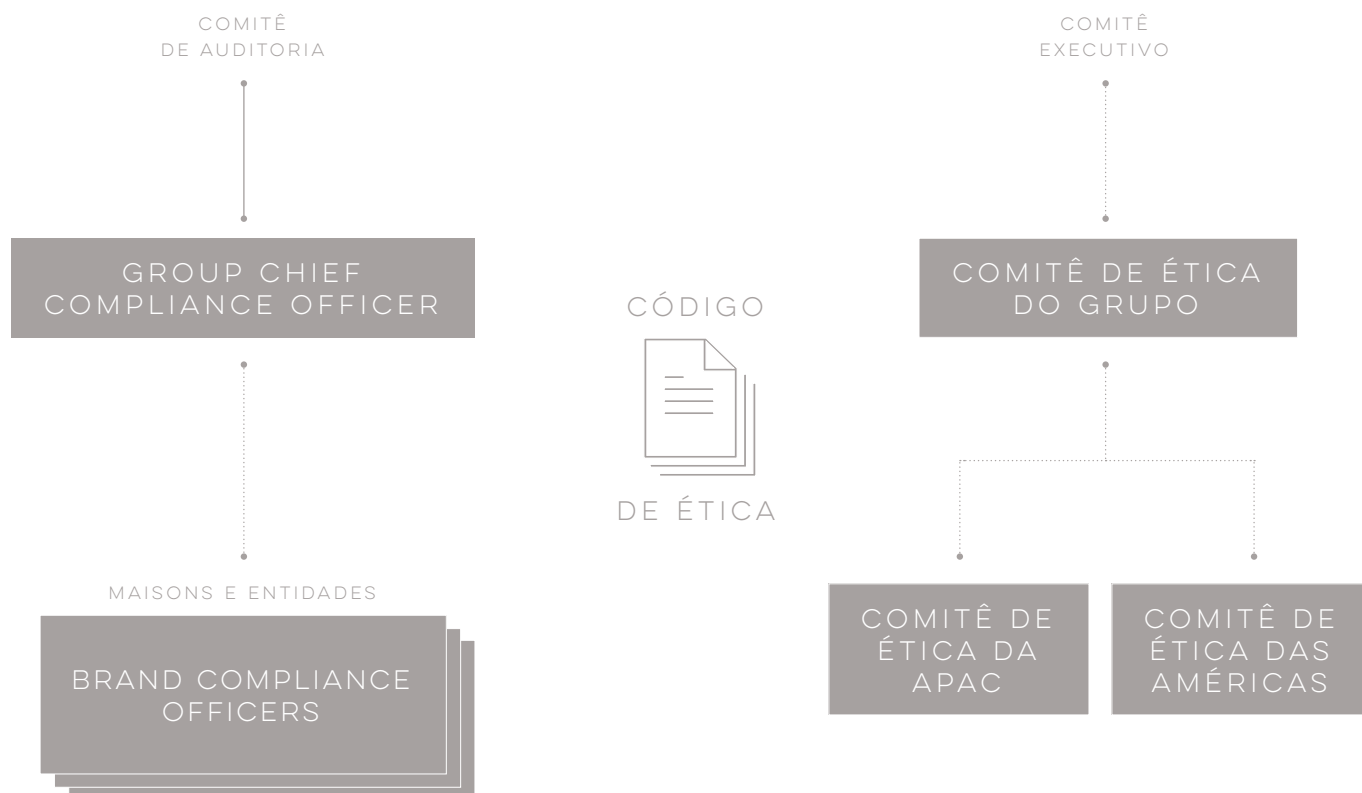 COMITÊ
DE AUDITORIA
GROUP CHIEF
COMPLIANCE OFFICER
MAISONS E ENTIDADES
BRAND COMPLIANCE
OFFICERS
CÓDIGO
DE ÉTICA
COMITÊ
EXECUTIVO
COMITÊ DE ÉTICA
DO GRUPO
COMITÊ DE
ÉTICA DA
APAC
COMITÊ DE
ÉTICA DAS
AMÉRICAS